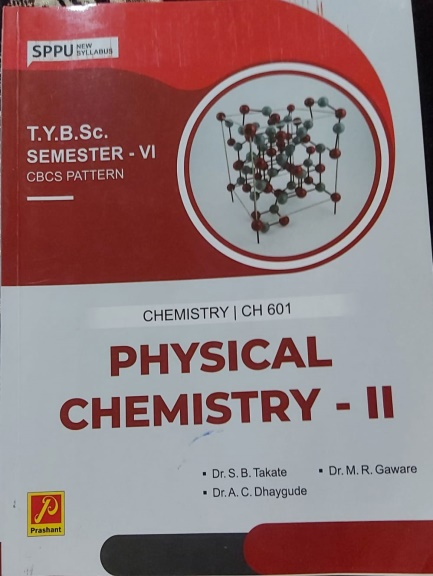 SPPU NEW SYLLABUS
T.Y.B.Sc.
SEMESTER - VI
CBCS PATTERN
CHEMISTRY | CH 601
PHYSICAL
CHEMISTRY - II
▪ Dr. S. B. Takate ▪ Dr. M. R. Gaware
▪ Dr. A. C. Dhaygude
Prashant